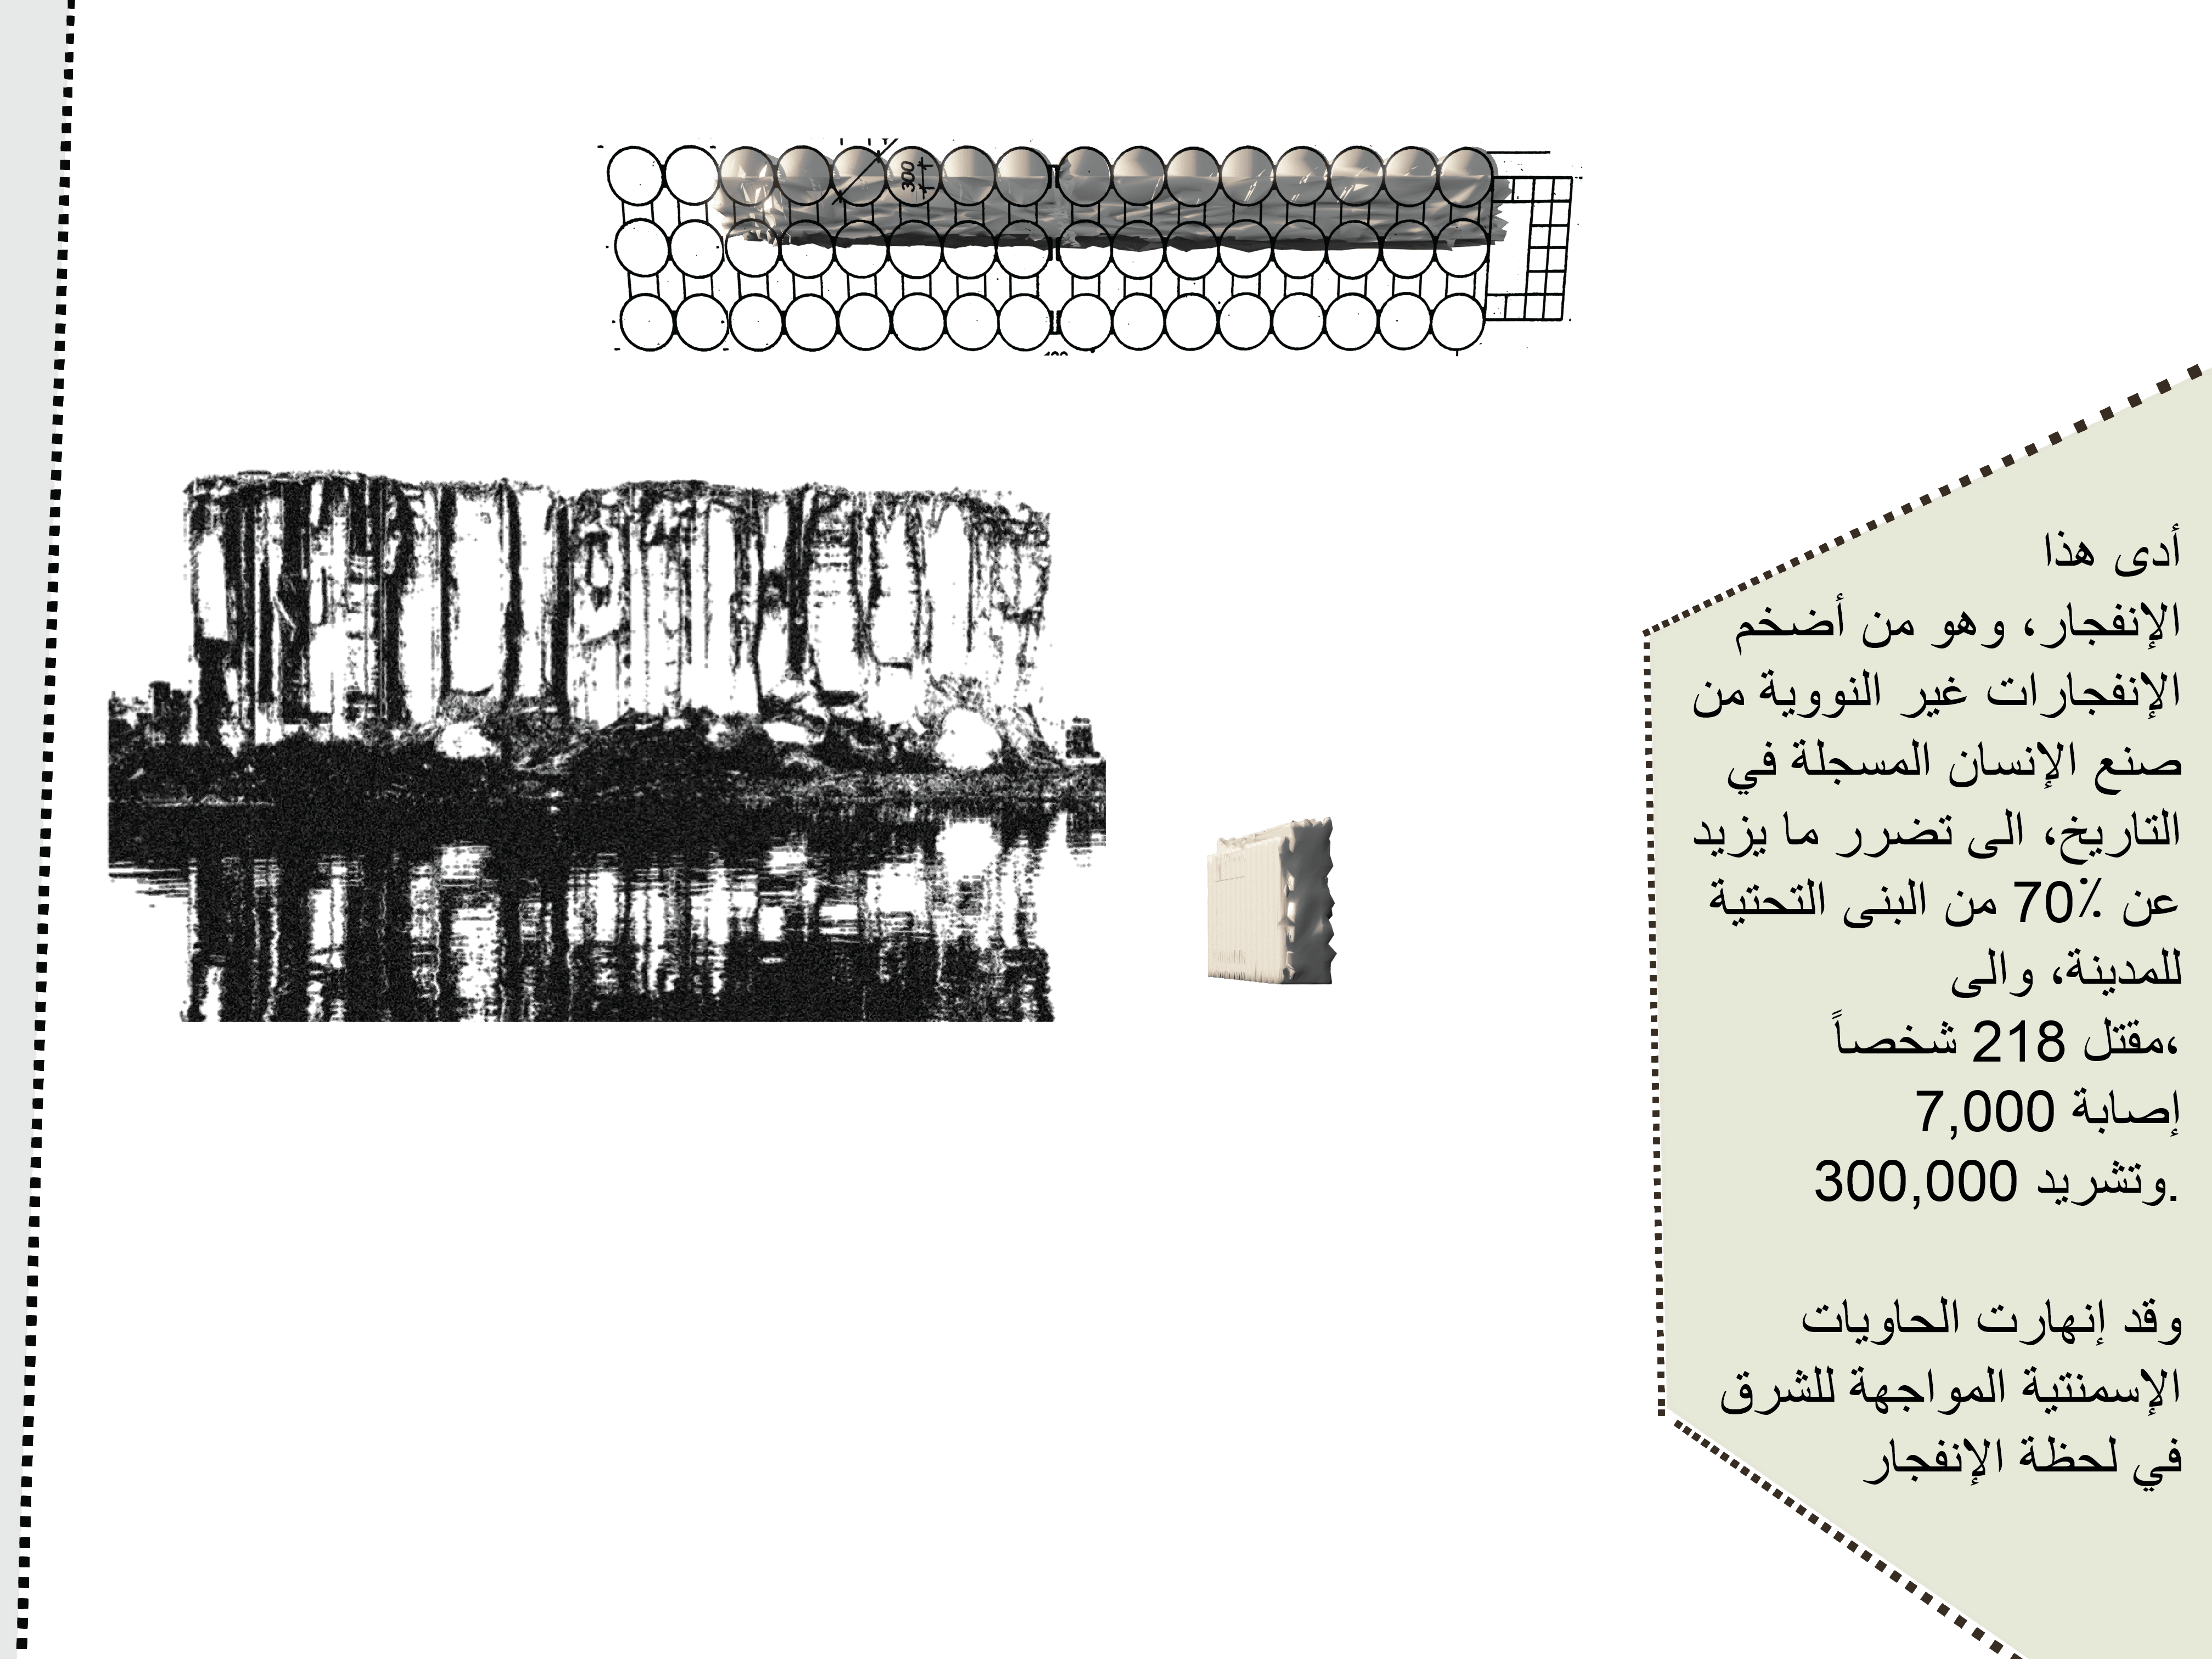 300
أدى هذا
الإنفجار، وهو من أضخم
الإنفجارات غير النووية من
صنع الإنسان المسجلة في
التاريخ، الى تضرر ما يزيد
عن 70٪ من البنى التحتية
للمدينة، والى
،مقتل 218 شخصاً
إصابة 7,000
.وتشريد 300,000
وقد إنهارت الحاويات
الإسمنتية المواجهة للشرق
في لحظة الإنفجار